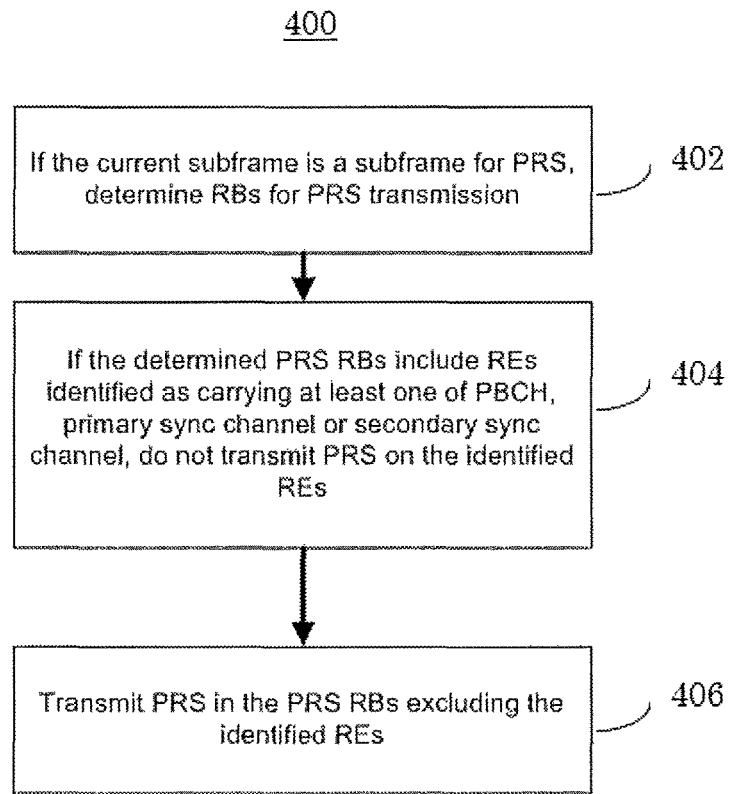 400
If the current subframe is a subframe for PRS,
determine RBs for PRS transmission
402
If the determined PRS RBs include REs
identified as carrying at least one of PBCH,
primary sync channel or secondary sync
channel, do not transmit PRS on the identified
REs
404
Transmit PRS in the PRS RBs excluding the
identified REs
406